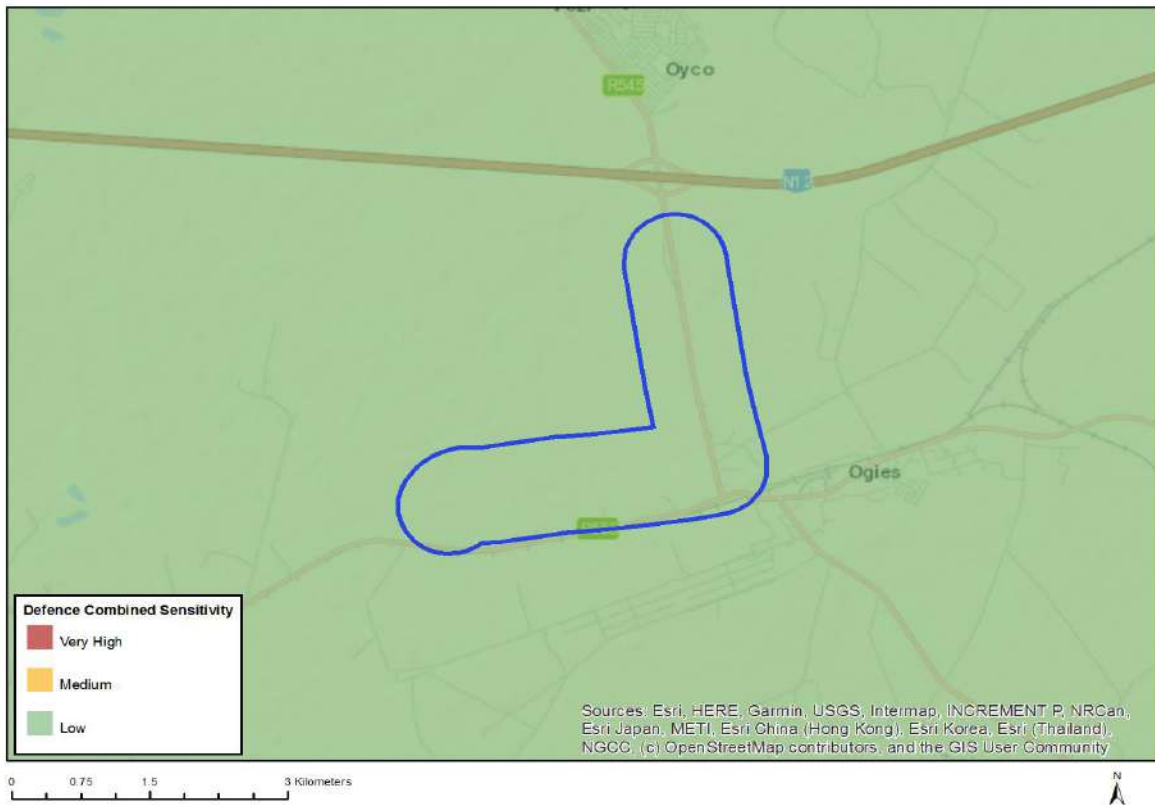 Oyco
R545
N12
Ogies
Defence Combined Sensitivity
Very High
Medium
Low
Sources: Esri, HERE, Garmin, USGS, Intermap, INCREMENT P, NRCan,
Esri Japan, METI, Esri China (Hong Kong), Esri Korea, Esri (Thailand),
NGCC, (c) OpenStreetMap contributors, and the GIS User Community
0 0.75 1.5 3 Kilometers
N